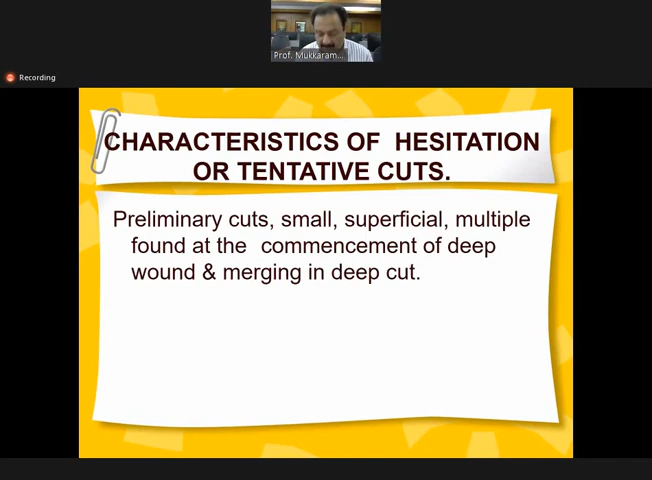 Prof. Mukkaram...
Recording
CHARACTERISTICS OF  HESITATION
OR TENTATIVE CUTS.
Preliminary cuts, small, superficial, multiple
found at the  commencement of deep
wound & merging in deep cut.